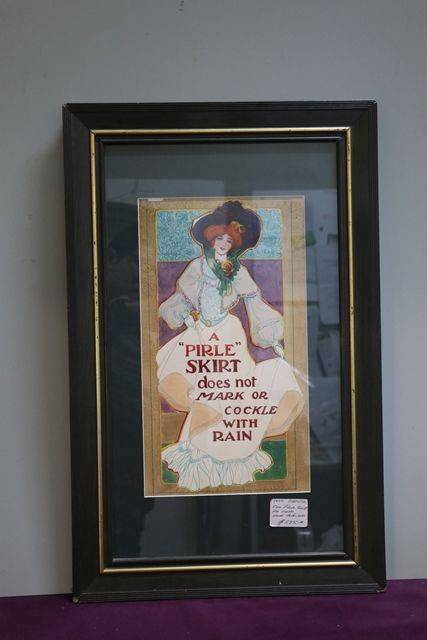 A
"PIRLE"
SKIRT
does not
MARK OR
COCKLE
WITH
RAIN